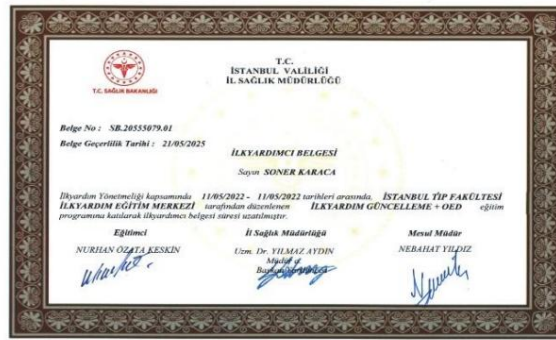 T.C. SAĞLIK BAKANLIĞI
T.C.
İSTANBUL VALİLİĞİ
İL SAĞLIK MÜDÜRLÜĞÜ
Belge No : SB.20555079.01
Belge Geçerlilik Tarihi : 21/05/2025
İLKYARDIMCI BELGESİ
Sayın SONER KARACA
İlkyardım Yönetmeliği kapsamında 11/05/2022 - 11/05/2022 tarihleri arasında, İSTANBUL TIP FAKÜLTESİ
İLKYARDIM EĞİTİM MERKEZİ tarafından düzenlenen İLKYARDIM GÜNCELLEME + OED eğitim
programına katılarak ilkyardımcı belgesi süresi uzatılmıştır.
Eğitimci İl Sağlık Müdürlüğü Mesul Müdür
NURHAN ÖZATA KESKİN Uzm. Dr. YILMAZ AYDIN NEBAHAT YILDIZ
Müdür a.